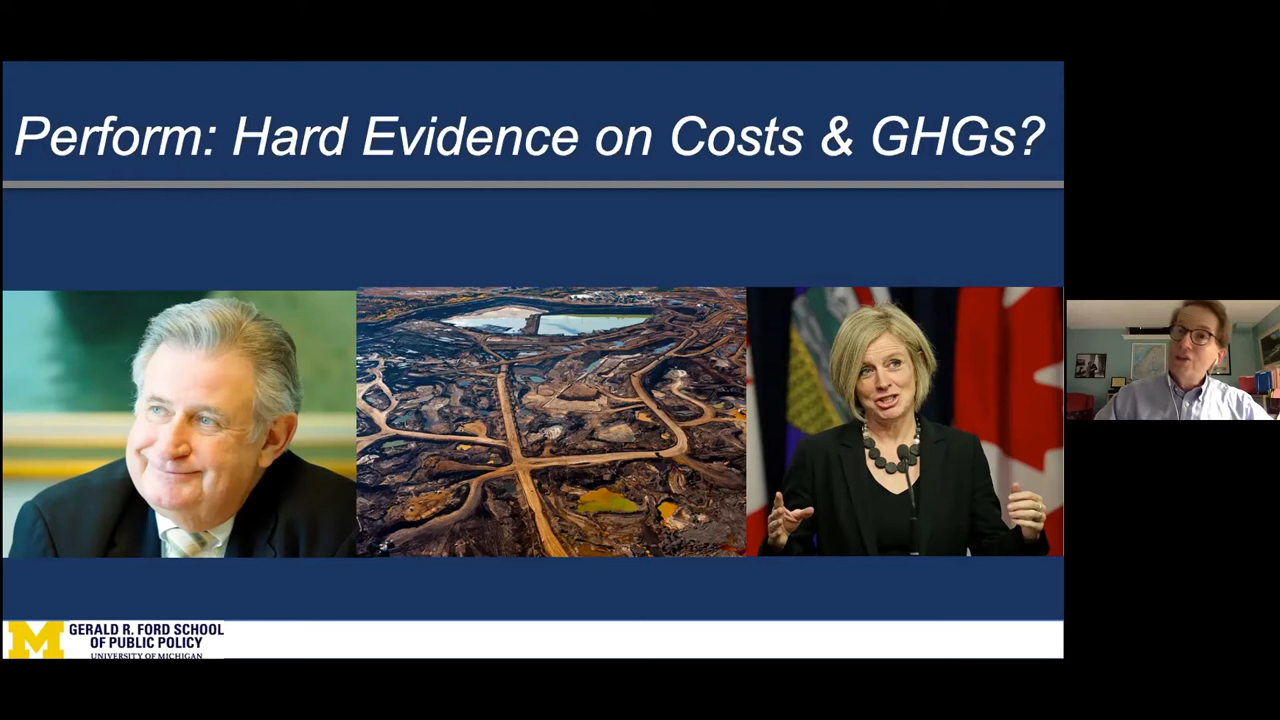 Perform: Hard Evidence on Costs & GHGs?
GERALD R. FORD SCHOOL
OF PUBLIC POLICY
UNIVERSITY OF MICHIGAN